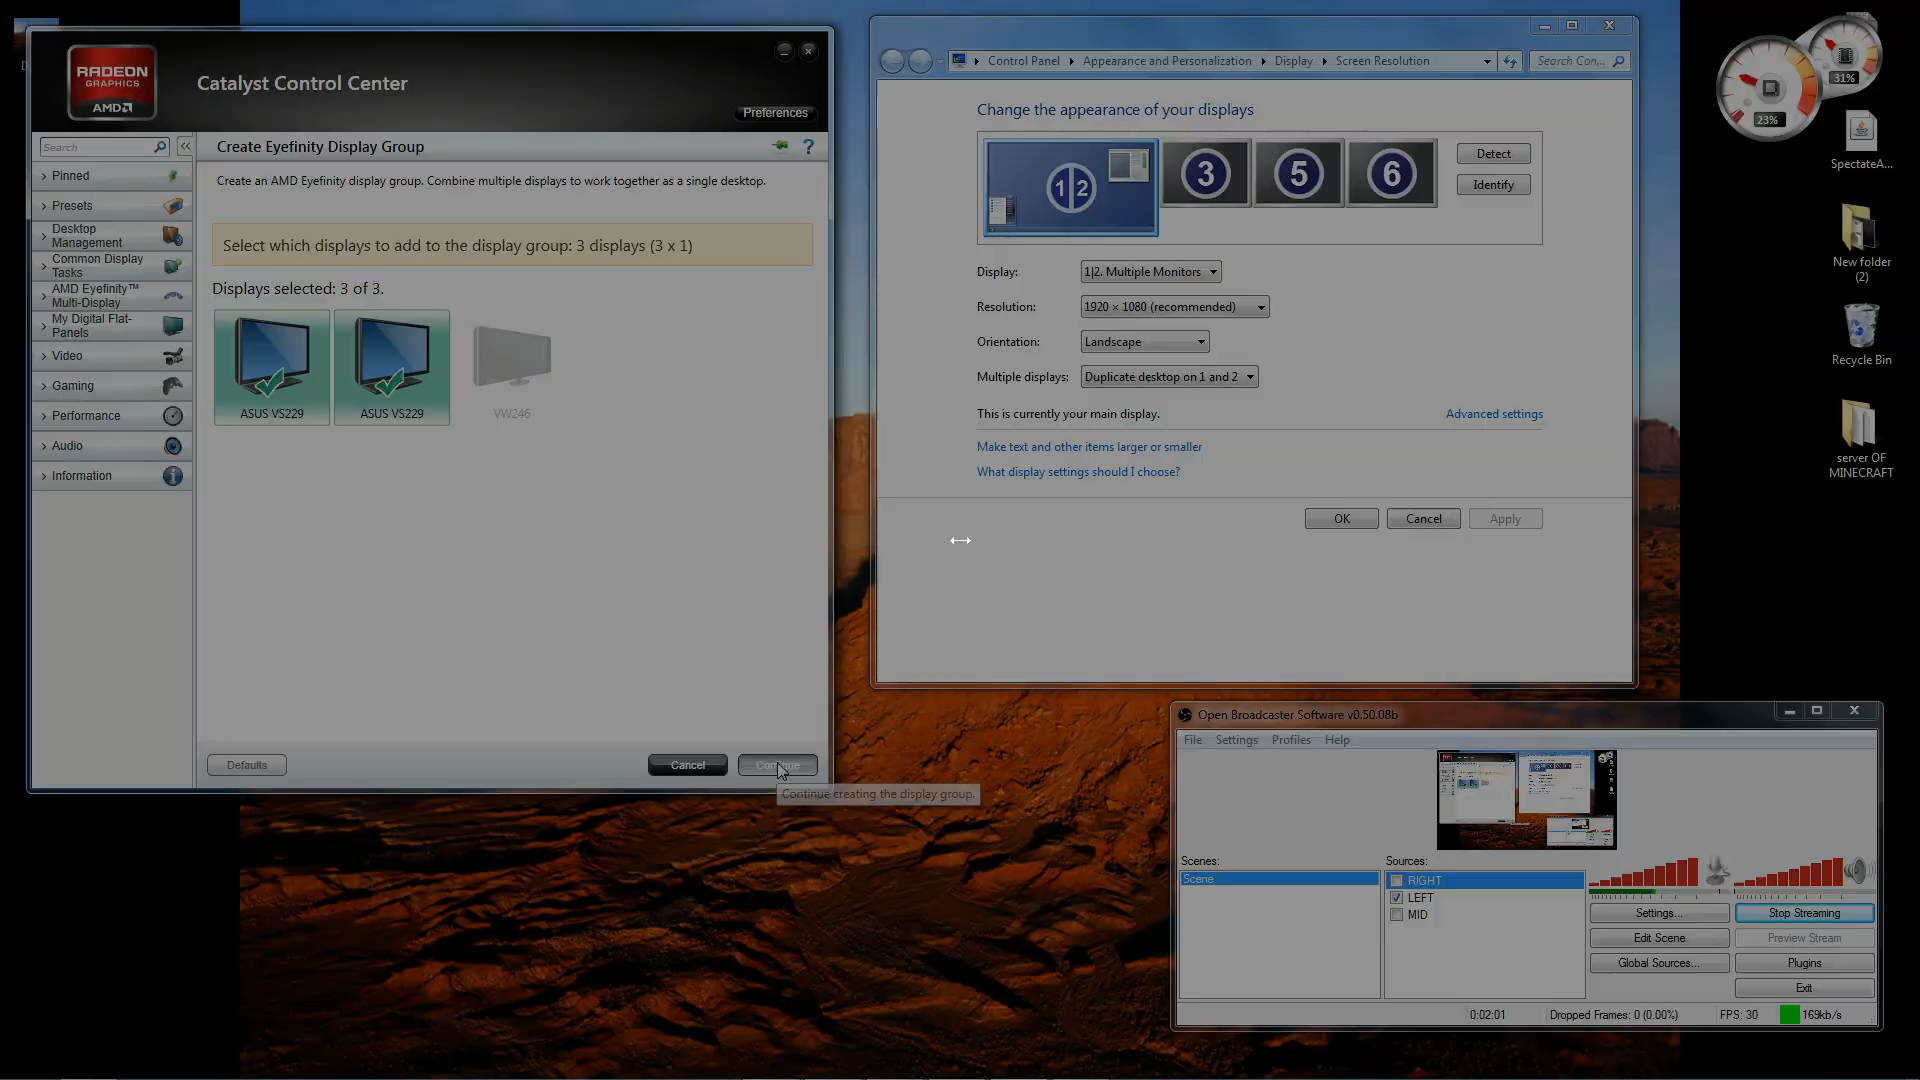 RADEON
GRAPHICS
AMD
Catalyst Control Center
Preferences
Search
Create Eyefinity Display Group
Pinned
Presets
Desktop
Management
Common Display
Tasks
AMD Eyefinity™
Multi-Display
My Digital Flat-
Panels
Video
Gaming
Performance
Audio
Information
Create an AMD Eyefinity display group. Combine multiple displays to work together as a single desktop.
Select which displays to add to the display group: 3 displays (3 x 1)
Displays selected: 3 of 3.
ASUS VS229
ASUS VS229
VW246
Defaults
Cancel
Continue creating the display group.
Control Panel
Appearance and Personalization
Display
Screen Resolution
Search Con...
Change the appearance of your displays
1 2
3
5
6
Detect
Identify
Display:
1|2. Multiple Monitors
Resolution:
1920 × 1080 (recommended)
Orientation:
Landscape
Multiple displays:
Duplicate desktop on 1 and 2
This is currently your main display.
Advanced settings
Make text and other items larger or smaller
What display settings should I choose?
OK
Cancel
Apply
31%
23%
SpectateA...
New folder
(2)
Recycle Bin
server OF
MINECRAFT
Open Broadcaster Software v0.50.08b
File
Settings
Profiles
Help
Scenes:
Scene
Sources:
RIGHT
LEFT
MID
Settings...
Stop Streaming
Edit Scene
Preview Stream
Global Sources...
Plugins
Exit
0:02:01
Dropped Frames: 0 (0.00%)
FPS: 30
169kb/s